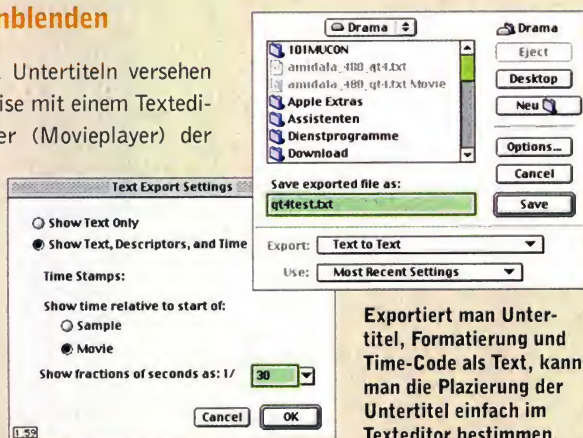 nblenden
Untertiteln versehen
ise mit einem Textedi-
er (Movieplayer) der
Drama
Drama
101MUCON
amidala_480_qt4.txt
amidala_480_qt4.txt Movie
Apple Extras
Assistenten
Dienstprogramme
Download
Eject
Desktop
Neu
Options...
Cancel
Save
Save exported file as:
qt4test.txt
Export: Text to Text
Use: Most Recent Settings
Text Export Settings
Show Text Only
Show Text, Descriptors, and Time
Time Stamps:
Show time relative to start of:
Sample
Movie
Show fractions of seconds as: 1/ 30
Cancel OK
1.59
Exportiert man Unter-
titel, Formatierung und
Time-Code als Text, kann
man die Plazierung der
Untertitel einfach im
Texteditor bestimmen.